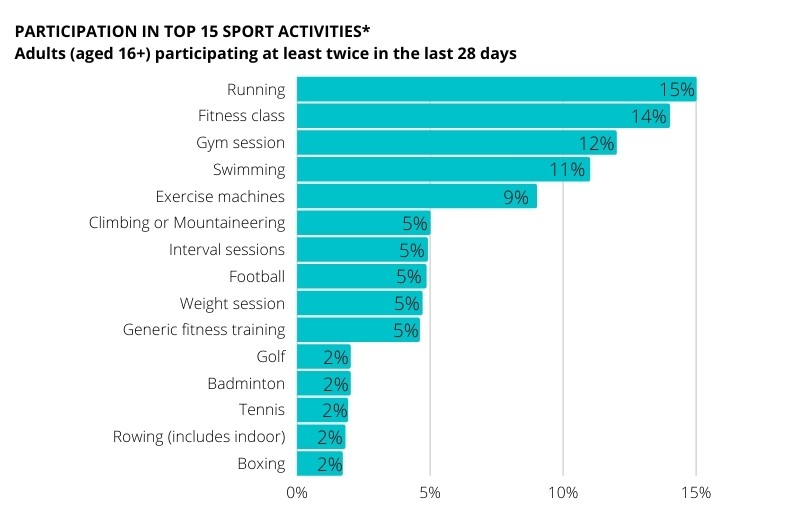 PARTICIPATION IN TOP 15 SPORT ACTIVITIES*
Adults (aged 16+) participating at least twice in the last 28 days
Running 15%
Fitness class 14%
Gym session 12%
Swimming 11%
Exercise machines 9%
Climbing or Mountaineering 5%
Interval sessions 5%
Football 5%
Weight session 5%
Generic fitness training 5%
Golf 2%
Badminton 2%
Tennis 2%
Rowing (includes indoor) 2%
Boxing 2%
0% 5% 10% 15%